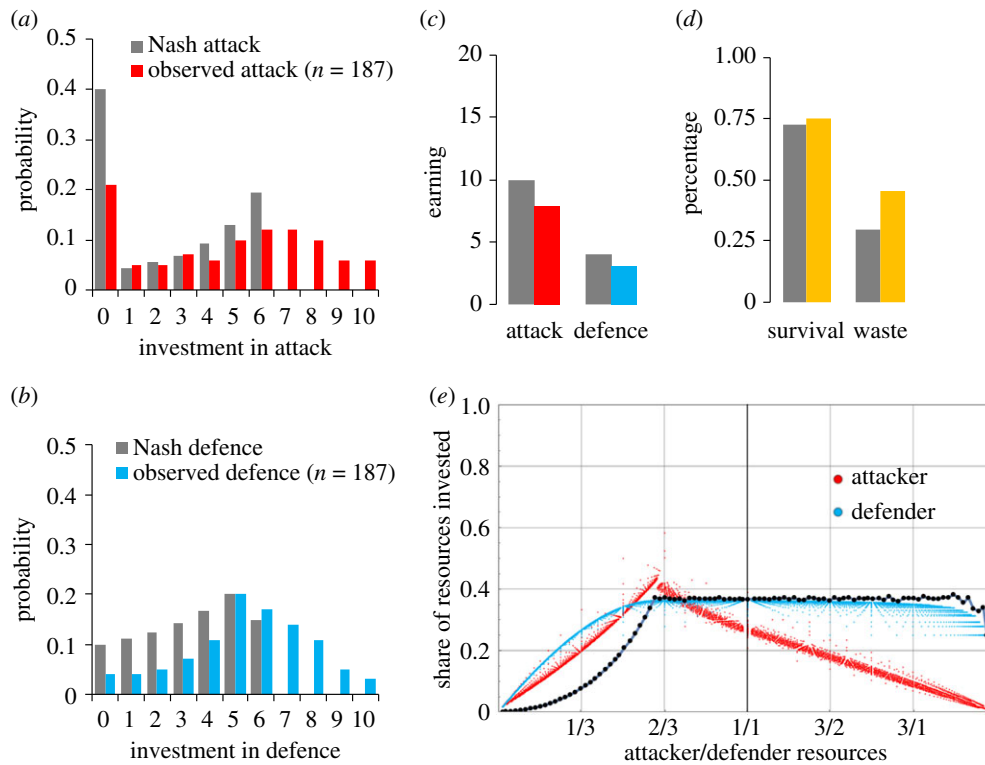 (a)
0.5
0.4
0.3
0.2
0.1
0
probability
Nash attack
observed attack (n = 187)
0 1 2 3 4 5 6 7 8 9 10
investment in attack
(c)
20
15
10
5
0
earning
attack defence
(d)
1.00
0.75
0.50
0.25
0
percentage
survival waste
(b)
0.5
0.4
0.3
0.2
0.1
0
probability
Nash defence
observed defence (n = 187)
0 1 2 3 4 5 6 7 8 9 10
investment in defence
(e)
1.0
0.8
0.6
0.4
0.2
0
share of resources invested
attacker
defender
1/3 2/3 1/1 3/2 3/1
attacker/defender resources